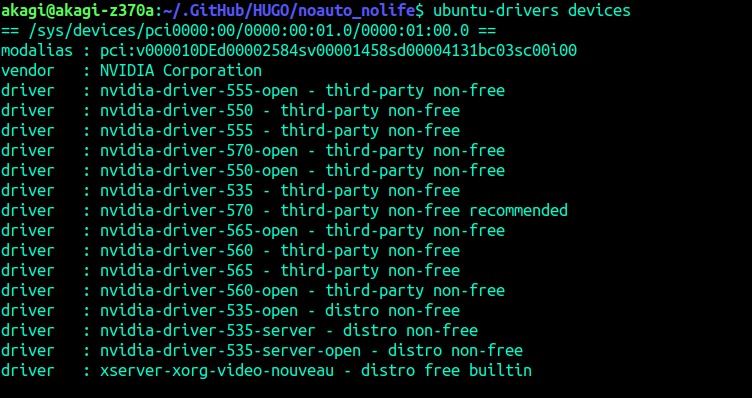 akagi@akagi-z370a:~/.GitHub/HUGO/noauto_nolife$ ubuntu-drivers devices
== /sys/devices/pci0000:00/0000:00:01.0/0000:01:00.0 ==
modalias : pci:v000010DEd00002584sv00001458sd00004131bc03sc00i00
vendor   : NVIDIA Corporation
driver   : nvidia-driver-555-open - third-party non-free
driver   : nvidia-driver-550 - third-party non-free
driver   : nvidia-driver-555 - third-party non-free
driver   : nvidia-driver-570-open - third-party non-free
driver   : nvidia-driver-550-open - third-party non-free
driver   : nvidia-driver-535 - third-party non-free
driver   : nvidia-driver-570 - third-party non-free recommended
driver   : nvidia-driver-565-open - third-party non-free
driver   : nvidia-driver-560 - third-party non-free
driver   : nvidia-driver-565 - third-party non-free
driver   : nvidia-driver-560-open - third-party non-free
driver   : nvidia-driver-535-open - distro non-free
driver   : nvidia-driver-535-server - distro non-free
driver   : nvidia-driver-535-server-open - distro non-free
driver   : xserver-xorg-video-nouveau - distro free builtin